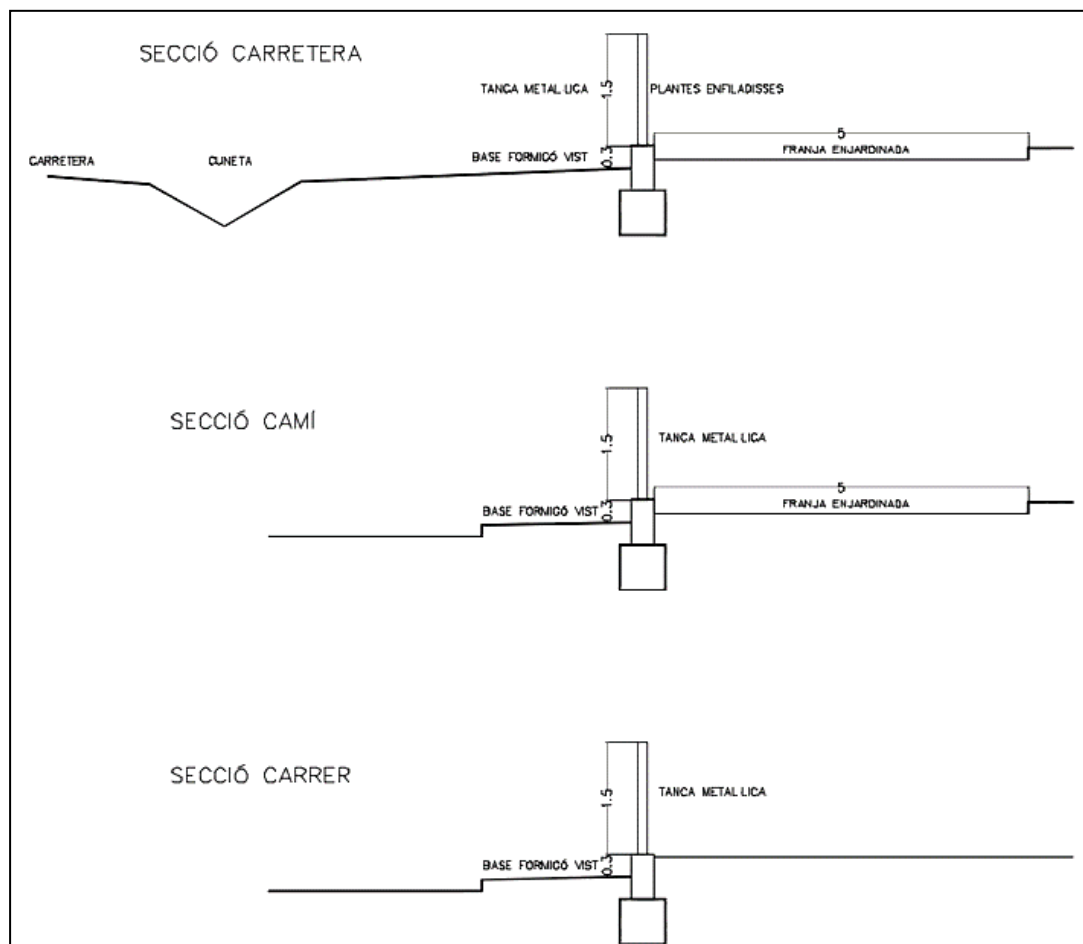 SECCIÓ CARRETERA
TANCA METAL·LICA
1.5
PLANTES ENFILADISSES
CARRETERA
CUNETA
BASE FORMIGÓ VIST
0.3
5
FRANJA ENJARDINADA
SECCIÓ CAMÍ
1.5
TANCA METAL·LICA
BASE FORMIGÓ VIST
0.3
5
FRANJA ENJARDINADA
SECCIÓ CARRER
1.5
TANCA METAL·LICA
BASE FORMIGÓ VIST
0.3